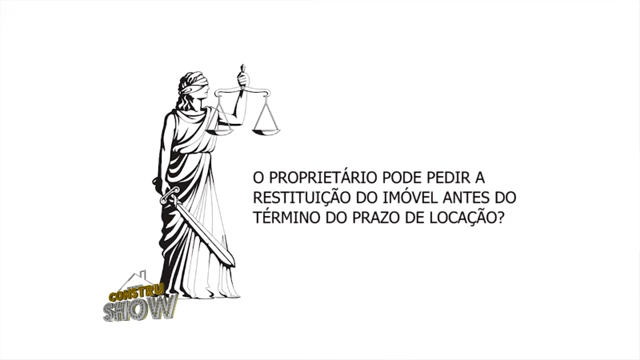 O PROPRIETÁRIO PODE PEDIR A
RESTITUIÇÃO DO IMÓVEL ANTES DO
TÉRMINO DO PRAZO DE LOCAÇÃO?
CONSTRU
SHOW